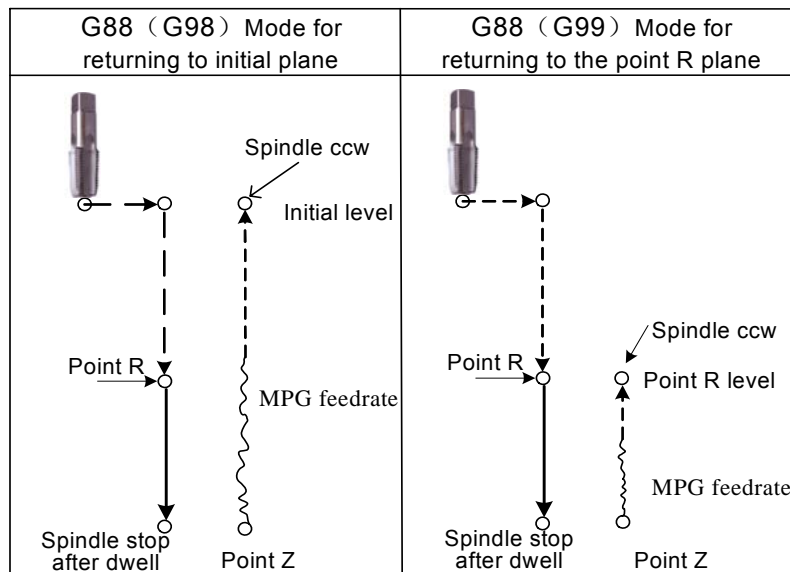 G88（G98）Mode for
returning to initial plane
G88（G99）Mode for
returning to the point R plane
Spindle ccw
Initial level
Point R
MPG feedrate
Spindle stop
after dwell
Point Z
Spindle ccw
Point R
Point R level
MPG feedrate
Spindle stop
after dwell
Point Z